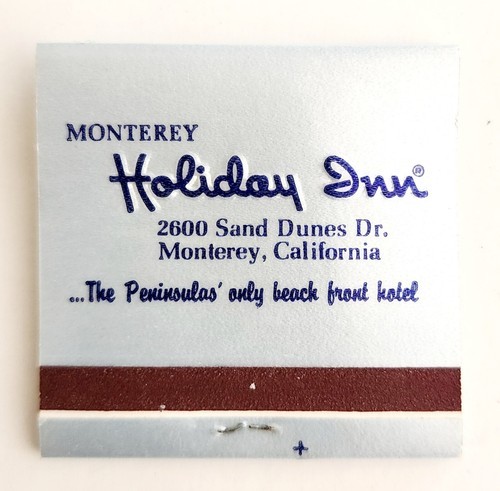 MONTEREY
Holiday Inn®
2600 Sand Dunes Dr.
Monterey, California
...The Peninsulas' only beach front hotel